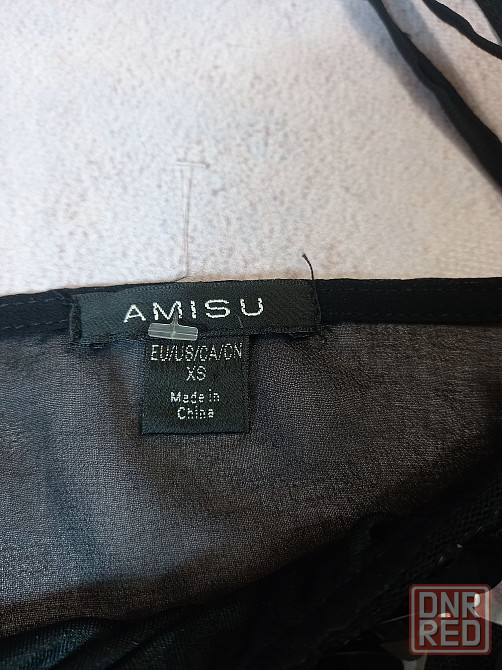 AMISU
EU/US/CA/CN
XS
Made in
China
DNR
RED